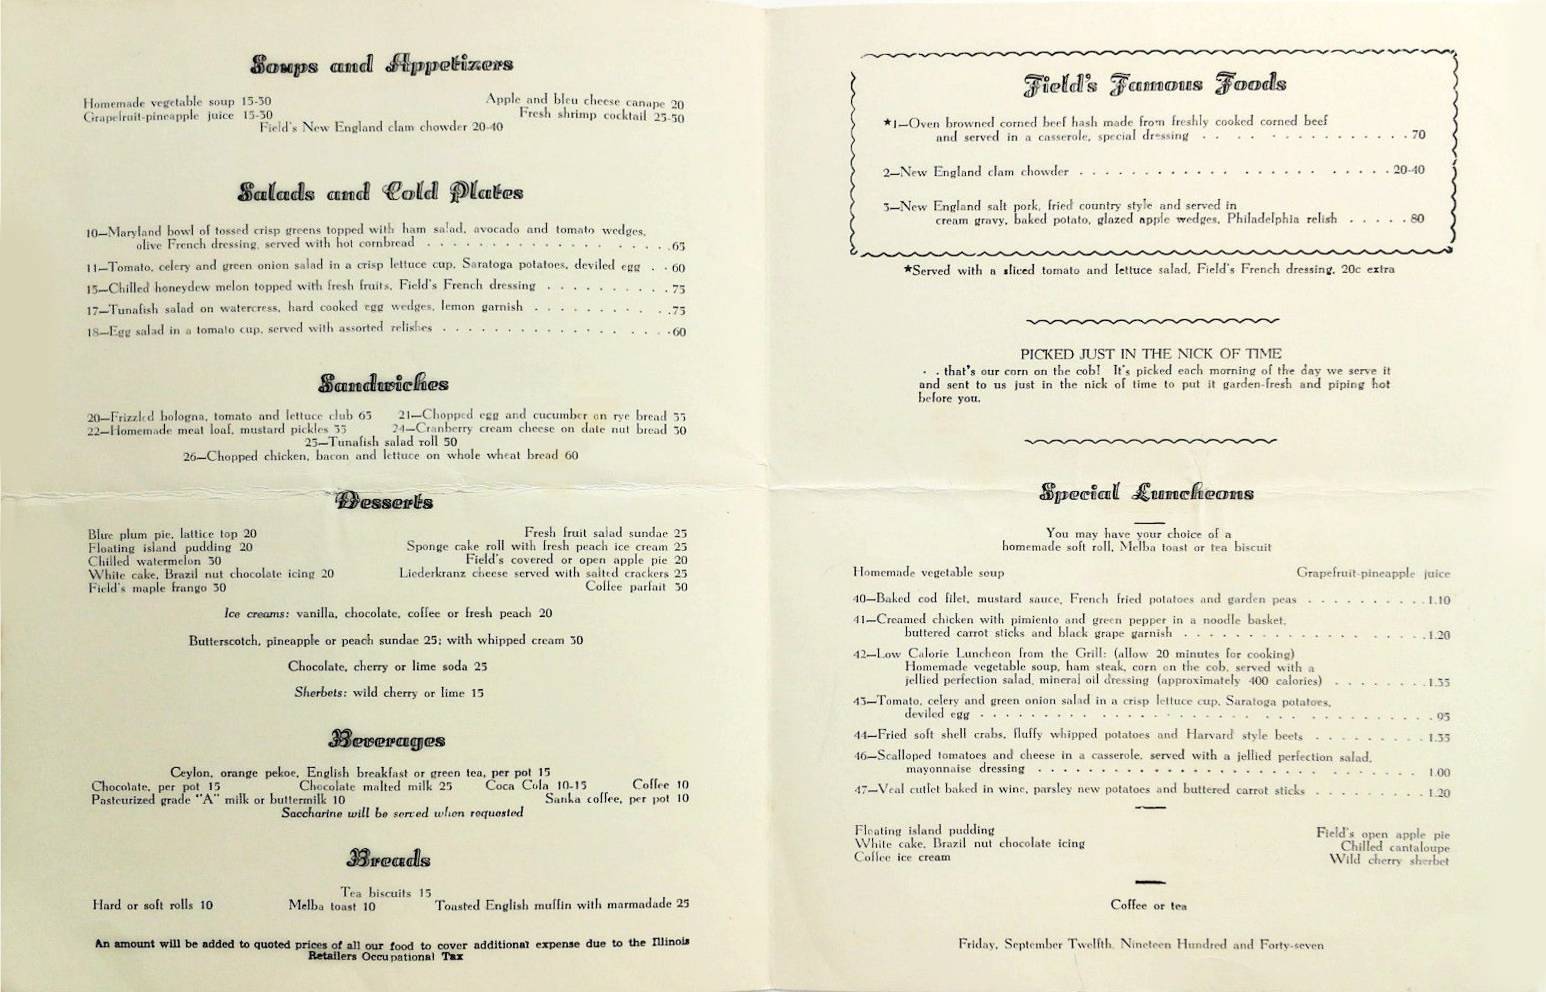 Soups and Appetizers
Homemade vegetable soup 15-30
Apple and bleu cheese canape 20
Grapefruit-pineapple juice 15-30
Fresh shrimp cocktail 25-50
Field's New England clam chowder 20-40
Salads and Cold Plates
10—Maryland bowl of tossed crisp greens topped with ham salad, avocado and tomato wedges,
olive French dressing, served with hot cornbread . . . . . . . . . . . . . . . . . . . .65
11—Tomato, celery and green onion salad in a crisp lettuce cup, Saratoga potatoes, deviled egg . . 60
15—Chilled honeydew melon topped with fresh fruits, Field's French dressing . . . . . . . . . . 75
17—Tunafish salad on watercress, hard cooked egg wedges, lemon garnish . . . . . . . . . . .75
18—Egg salad in a tomato cup, served with assorted relishes . . . . . . . . . . . . . . . . . .60
Sandwiches
20—Frizzled bologna, tomato and lettuce club 65 21—Chopped egg and cucumber on rye bread 35
22—Homemade meat loaf, mustard pickles 55 24—Cranberry cream cheese on date nut bread 30
25—Tunafish salad roll 50
26—Chopped chicken, bacon and lettuce on whole wheat bread 60
Desserts
Blue plum pie, lattice top 20
Fresh fruit salad sundae 25
Floating island pudding 20
Sponge cake roll with fresh peach ice cream 25
Chilled watermelon 30
Field's covered or open apple pie 20
White cake, Brazil nut chocolate icing 20
Liederkranz cheese served with salted crackers 25
Field's maple frango 30
Coffee parfait 30
Ice creams: vanilla, chocolate, coffee or fresh peach 20
Butterscotch, pineapple or peach sundae 25; with whipped cream 30
Chocolate, cherry or lime soda 25
Sherbets: wild cherry or lime 15
Beverages
Ceylon, orange pekoe, English breakfast or green tea, per pot 15
Chocolate, per pot 15 Chocolate malted milk 25 Coca Cola 10-15 Coffee 10
Pasteurized grade "A" milk or buttermilk 10 Sanka coffee, per pot 10
Saccharine will be served when requested
Breads
Tea biscuits 15
Hard or soft rolls 10 Melba toast 10 Toasted English muffin with marmadade 25
An amount will be added to quoted prices of all our food to cover additional expense due to the Illinois
Retailers Occupational Tax
Field's Famous Foods
★1—Oven browned corned beef hash made from freshly cooked corned beef
and served in a casserole, special dressing . . . . . . . . . . . . . . . 70
2—New England clam chowder . . . . . . . . . . . . . . . . . . . . 20-40
3—New England salt pork, fried country style and served in
cream gravy, baked potato, glazed apple wedges, Philadelphia relish . . . . . 80
★Served with a sliced tomato and lettuce salad, Field's French dressing, 20c extra
PICKED JUST IN THE NICK OF TIME
. . that's our corn on the cob! It's picked each morning of the day we serve it
and sent to us just in the nick of time to put it garden-fresh and piping hot
before you.
Special Luncheons
You may have your choice of a
homemade soft roll, Melba toast or tea biscuit
Homemade vegetable soup Grapefruit-pineapple juice
40—Baked cod filet, mustard sauce, French fried potatoes and garden peas . . . . . . . . . .1.10
41—Creamed chicken with pimiento and green pepper in a noodle basket,
buttered carrot sticks and black grape garnish . . . . . . . . . . . . . . . . . . .1.20
42—Low Calorie Luncheon from the Grill: (allow 20 minutes for cooking)
Homemade vegetable soup, ham steak, corn on the cob, served with a
jellied perfection salad, mineral oil dressing (approximately 400 calories) . . . . . . . .1.35
43—Tomato, celery and green onion salad in a crisp lettuce cup, Saratoga potatoes,
deviled egg . . . . . . . . . . . . . . . . . . . . . . . . . . . . . . . 95
44—Fried soft shell crabs, fluffy whipped potatoes and Harvard style beets . . . . . . . . .1.35
46—Scalloped tomatoes and cheese in a casserole, served with a jellied perfection salad,
mayonnaise dressing . . . . . . . . . . . . . . . . . . . . . . . . . . . 1.00
47—Veal cutlet baked in wine, parsley new potatoes and buttered carrot sticks . . . . . . . . .1.20
Floating island pudding
Field's open apple pie
White cake, Brazil nut chocolate icing
Chilled cantaloupe
Coffee ice cream
Wild cherry sherbet
Coffee or tea
Friday, September Twelfth, Nineteen Hundred and Forty-seven